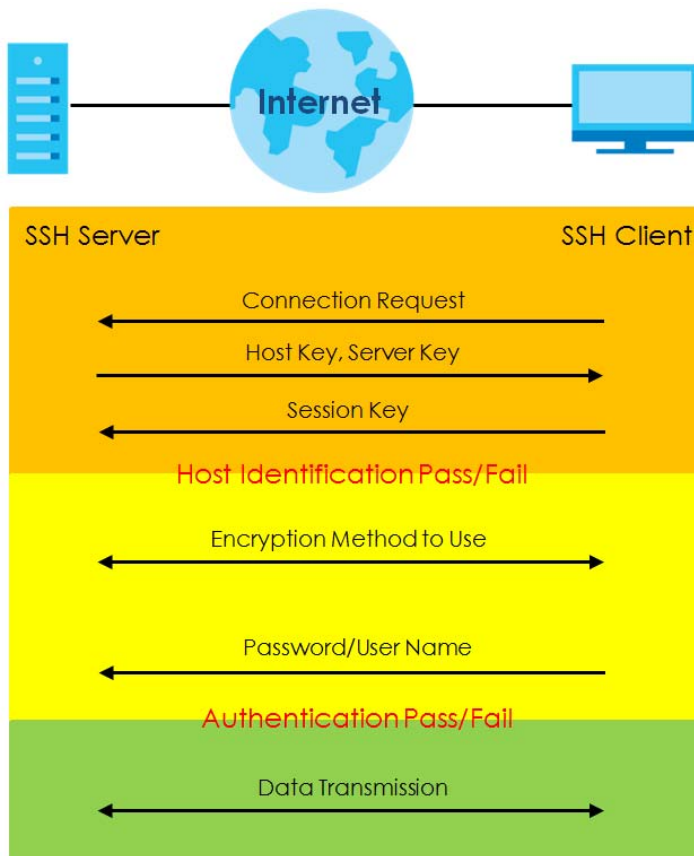 Internet
SSH Server
SSH Client
Connection Request
Host Key, Server Key
Session Key
Host Identification Pass/Fail
Encryption Method to Use
Password/User Name
Authentication Pass/Fail
Data Transmission